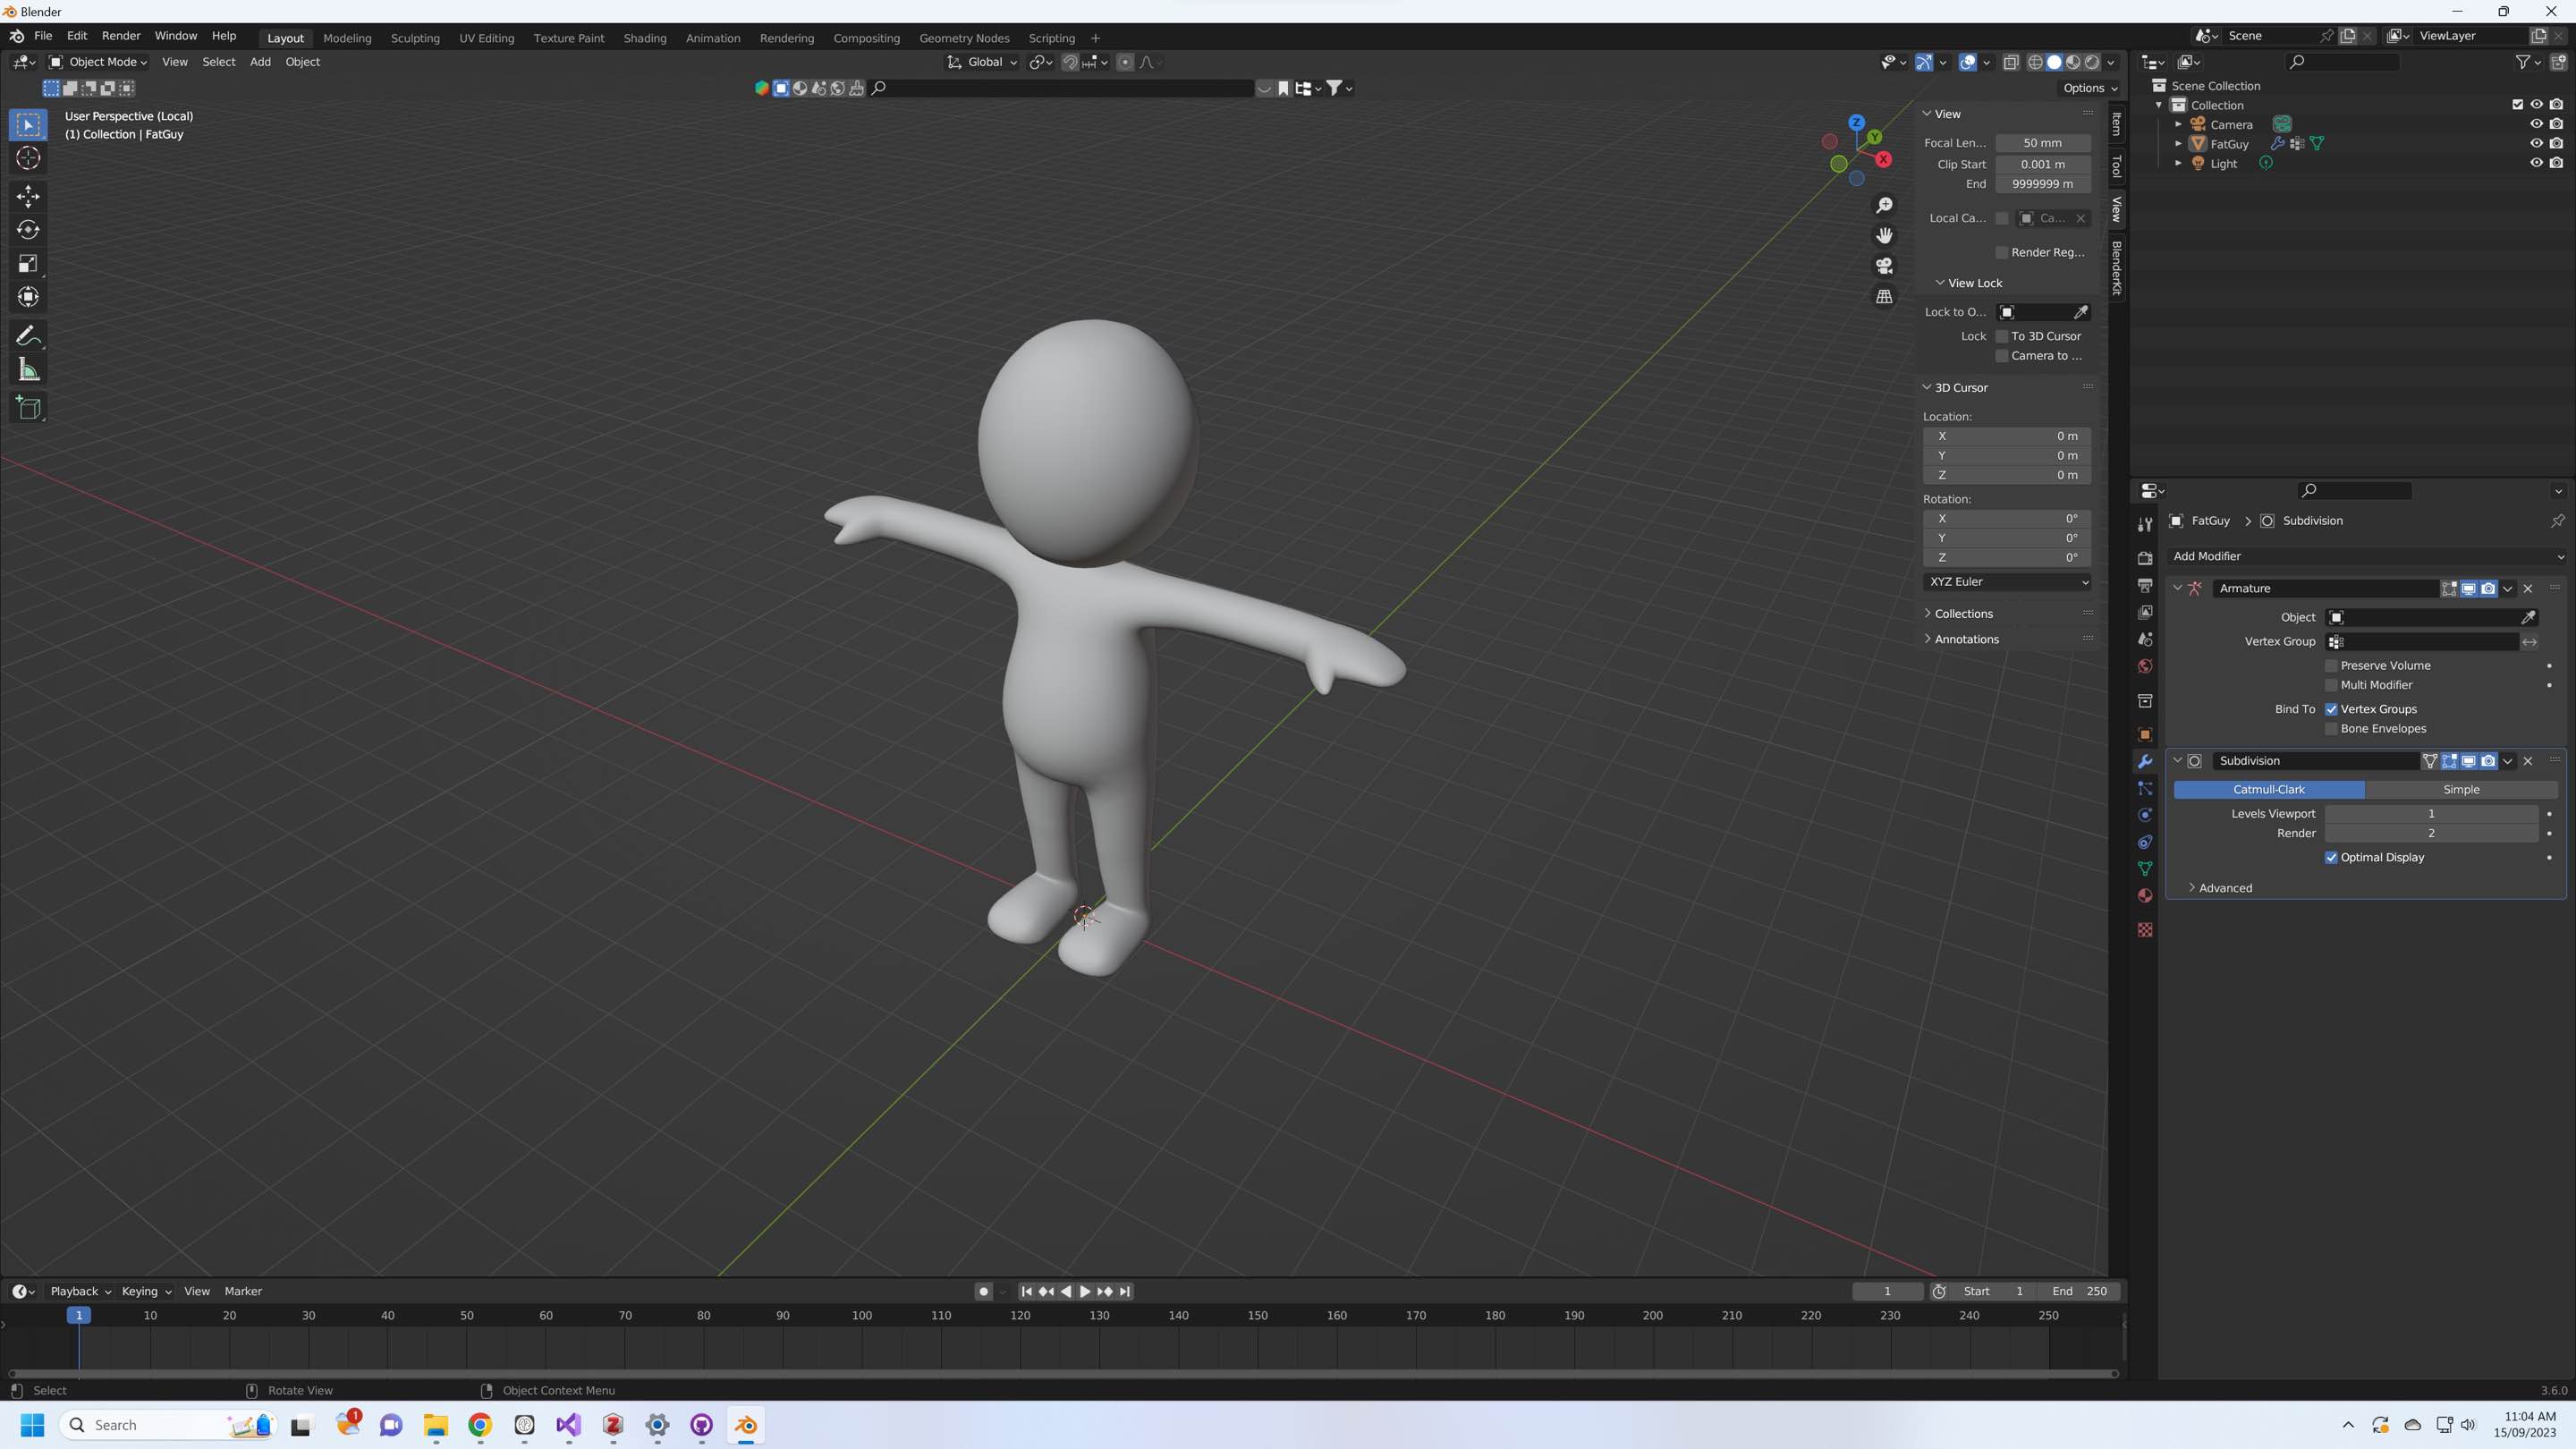 Blender
File Edit Render Window Help Layout Modeling Sculpting UV Editing Texture Paint Shading Animation Rendering Compositing Geometry Nodes Scripting + Scene ViewLayer
Object Mode View Select Add Object Global
Options
User Perspective (Local)
(1) Collection | FatGuy
Z
Y
X
View
Focal Len... 50 mm
Clip Start 0.001 m
End 9999999 m
Local Ca... Ca...
Render Reg...
View Lock
Lock to O...
Lock To 3D Cursor
Camera to ...
3D Cursor
Location:
X 0 m
Y 0 m
Z 0 m
Rotation:
X 0°
Y 0°
Z 0°
XYZ Euler
Collections
Annotations
Item
Tool
View
BlenderKit
Scene Collection
Collection
Camera
FatGuy
Light
FatGuy > Subdivision
Add Modifier
Armature
Object
Vertex Group
Preserve Volume
Multi Modifier
Bind To Vertex Groups
Bone Envelopes
Subdivision
Catmull-Clark Simple
Levels Viewport 1
Render 2
Optimal Display
Advanced
Playback Keying View Marker 1 Start 1 End 250
1 10 20 30 40 50 60 70 80 90 100 110 120 130 140 150 160 170 180 190 200 210 220 230 240 250
Select Rotate View Object Context Menu 3.6.0
Search 1 11:04 AM
15/09/2023